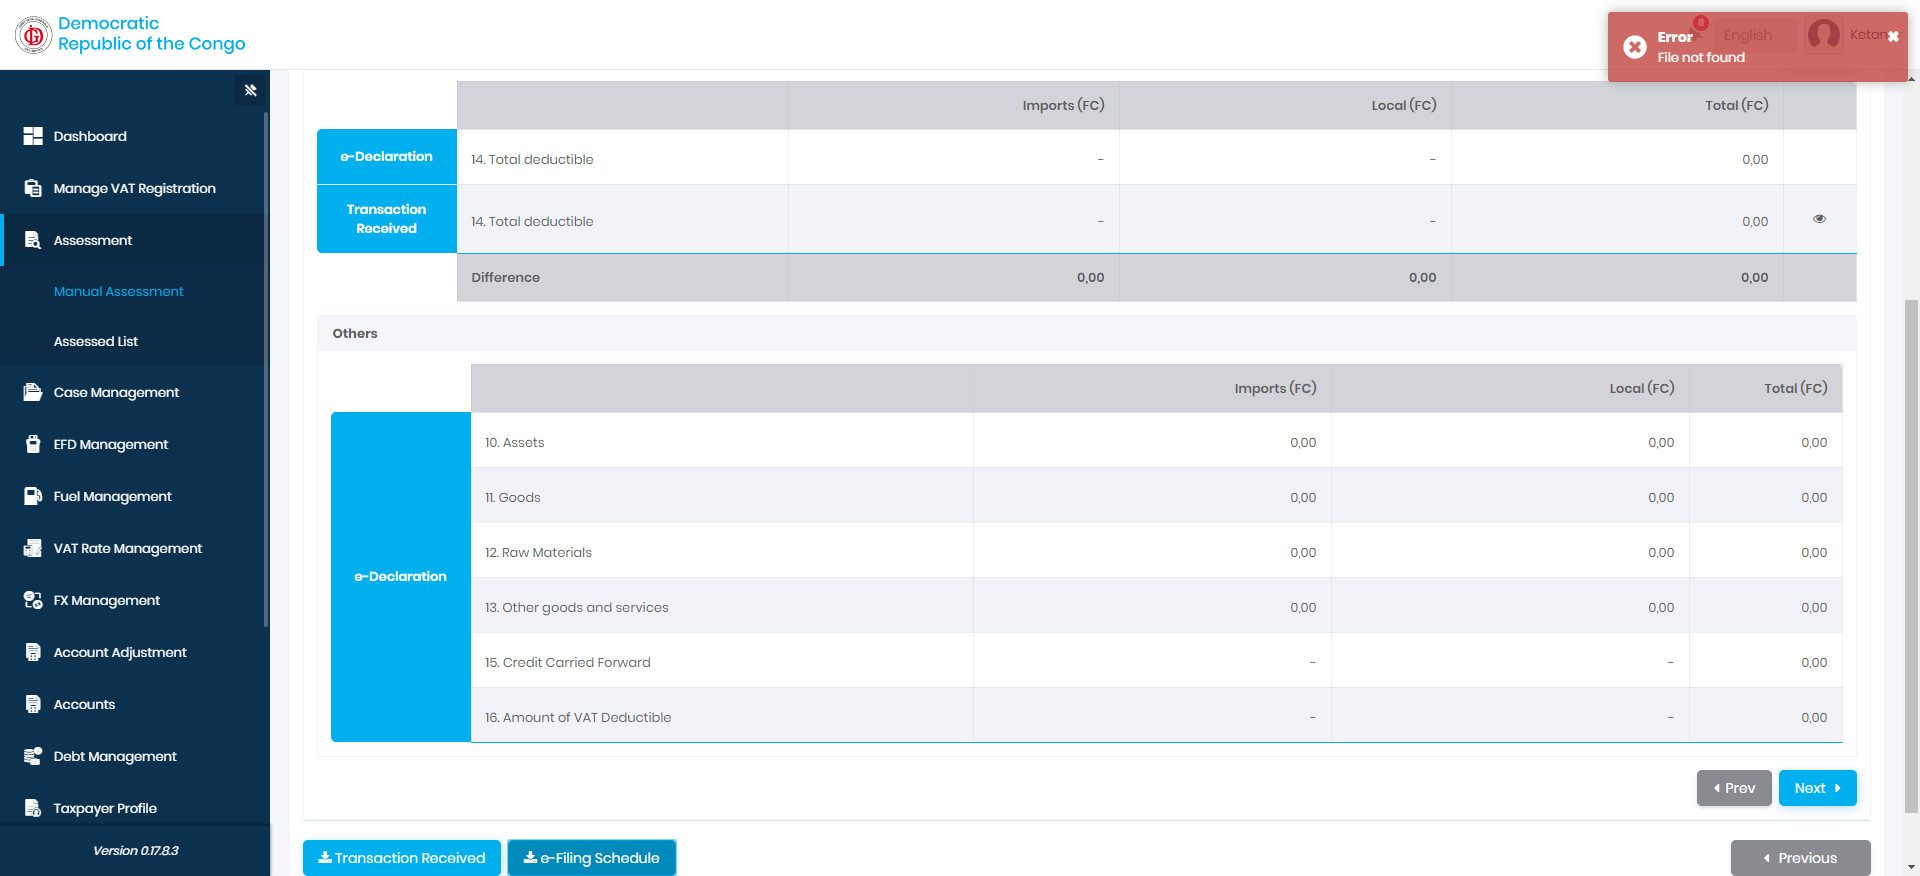 Democratic
Republic of the Congo
8
English
Ketan
Error
File not found
Dashboard
Manage VAT Registration
Assessment
Manual Assessment
Assessed List
Case Management
EFD Management
Fuel Management
VAT Rate Management
FX Management
Account Adjustment
Accounts
Debt Management
Taxpayer Profile
Version 0.17.8.3
Imports (FC) Local (FC) Total (FC)
e-Declaration 14. Total deductible - - 0,00
Transaction
Received 14. Total deductible - - 0,00
Difference 0,00 0,00 0,00
Others
Imports (FC) Local (FC) Total (FC)
e-Declaration
10. Assets 0,00 0,00 0,00
11. Goods 0,00 0,00 0,00
12. Raw Materials 0,00 0,00 0,00
13. Other goods and services 0,00 0,00 0,00
15. Credit Carried Forward - - 0,00
16. Amount of VAT Deductible - - 0,00
Prev Next
Transaction Received e-Filing Schedule Previous